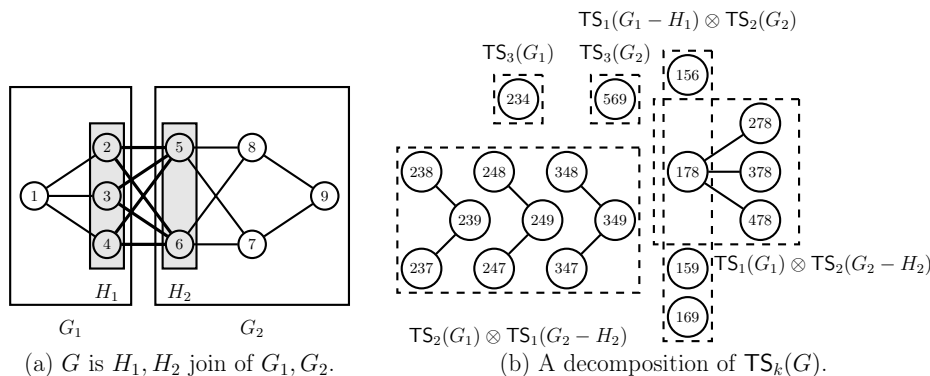 TS₁(G₁ − H₁) ⊗ TS₂(G₂)
TS₃(G₁) TS₃(G₂)
156
234 569
278
2 5 8 238 248 348 178 378
1 3 9 239 249 349 478
4 6 7 237 247 347 159 TS₁(G₁) ⊗ TS₂(G₂ − H₂)
H₁ H₂
169
G₁ G₂ TS₂(G₁) ⊗ TS₁(G₂ − H₂)
(a) G is H₁, H₂ join of G₁, G₂.
(b) A decomposition of TSₖ(G).